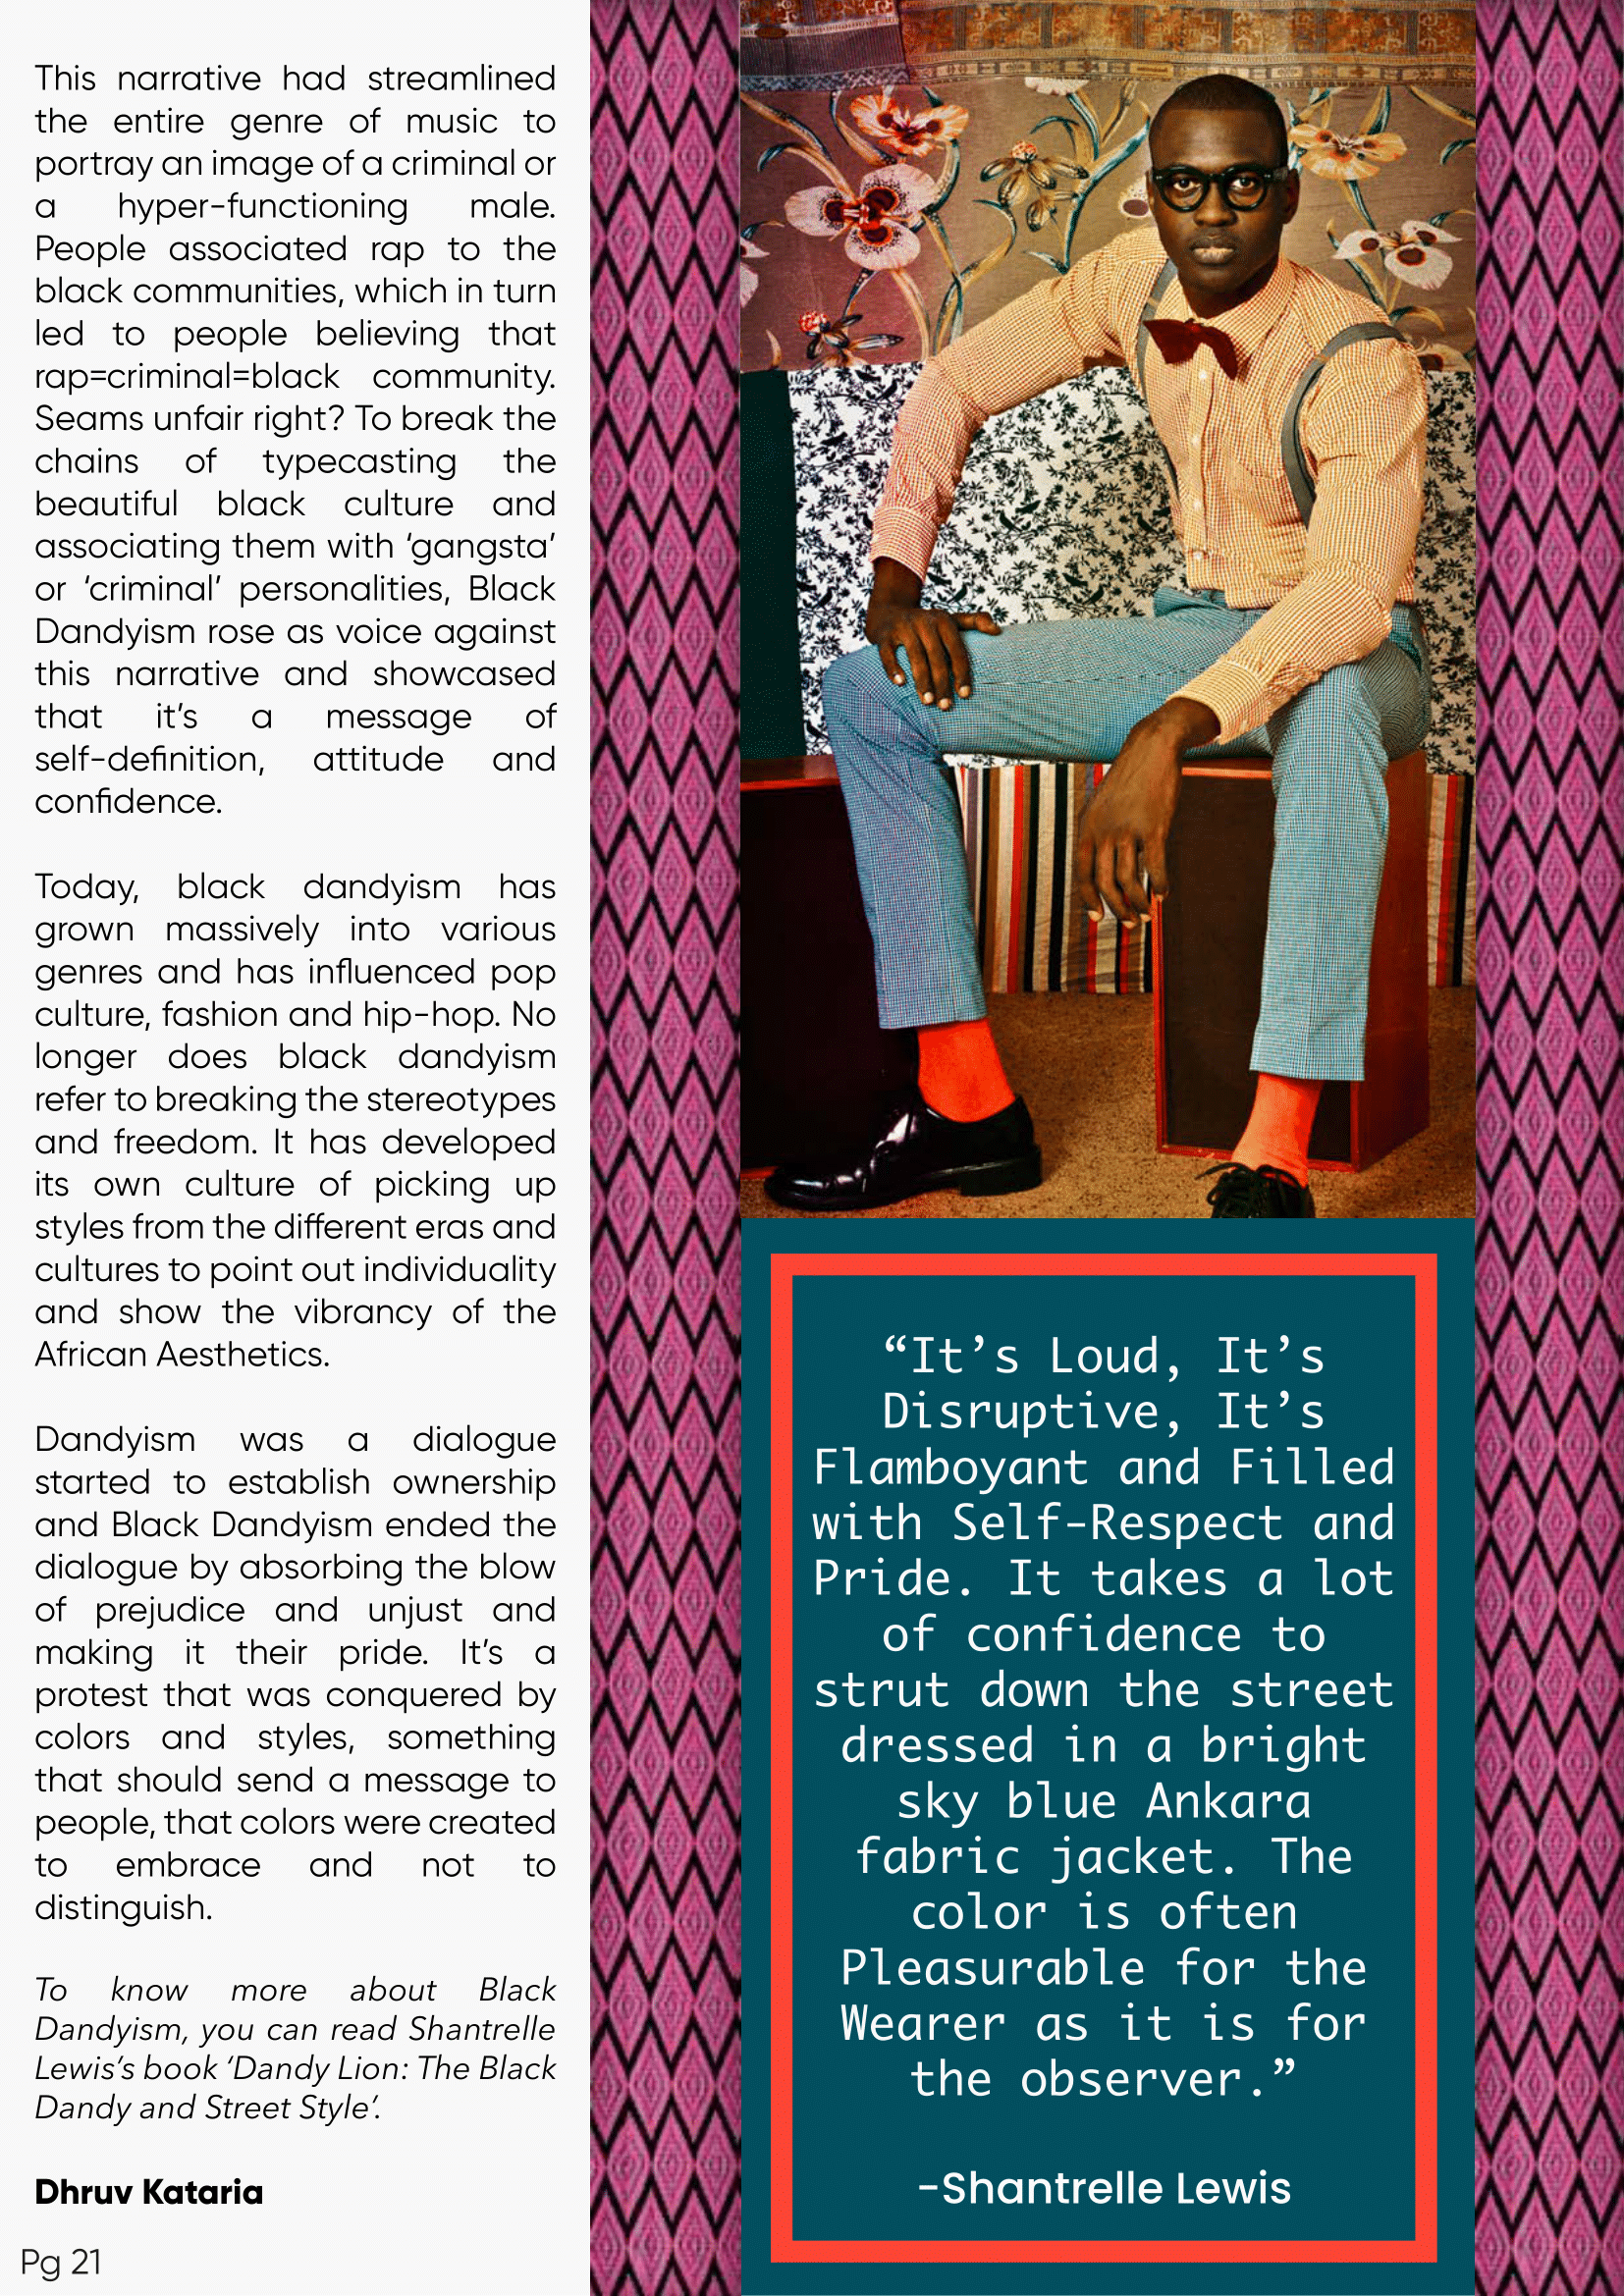 This narrative had streamlined
the entire genre of music to
portray an image of a criminal or
a hyper-functioning male.
People associated rap to the
black communities, which in turn
led to people believing that
rap=criminal=black community.
Seams unfair right? To break the
chains of typecasting the
beautiful black culture and
associating them with ‘gangsta’
or ‘criminal’ personalities, Black
Dandyism rose as voice against
this narrative and showcased
that it’s a message of
self-definition, attitude and
confidence.
Today, black dandyism has
grown massively into various
genres and has influenced pop
culture, fashion and hip-hop. No
longer does black dandyism
refer to breaking the stereotypes
and freedom. It has developed
its own culture of picking up
styles from the different eras and
cultures to point out individuality
and show the vibrancy of the
African Aesthetics.
Dandyism was a dialogue
started to establish ownership
and Black Dandyism ended the
dialogue by absorbing the blow
of prejudice and unjust and
making it their pride. It’s a
protest that was conquered by
colors and styles, something
that should send a message to
people, that colors were created
to embrace and not to
distinguish.
To know more about Black
Dandyism, you can read Shantrelle
Lewis’s book ‘Dandy Lion: The Black
Dandy and Street Style’.
Dhruv Kataria
Pg 21
“It’s Loud, It’s
Disruptive, It’s
Flamboyant and Filled
with Self-Respect and
Pride. It takes a lot
of confidence to
strut down the street
dressed in a bright
sky blue Ankara
fabric jacket. The
color is often
Pleasurable for the
Wearer as it is for
the observer.”
-Shantrelle Lewis